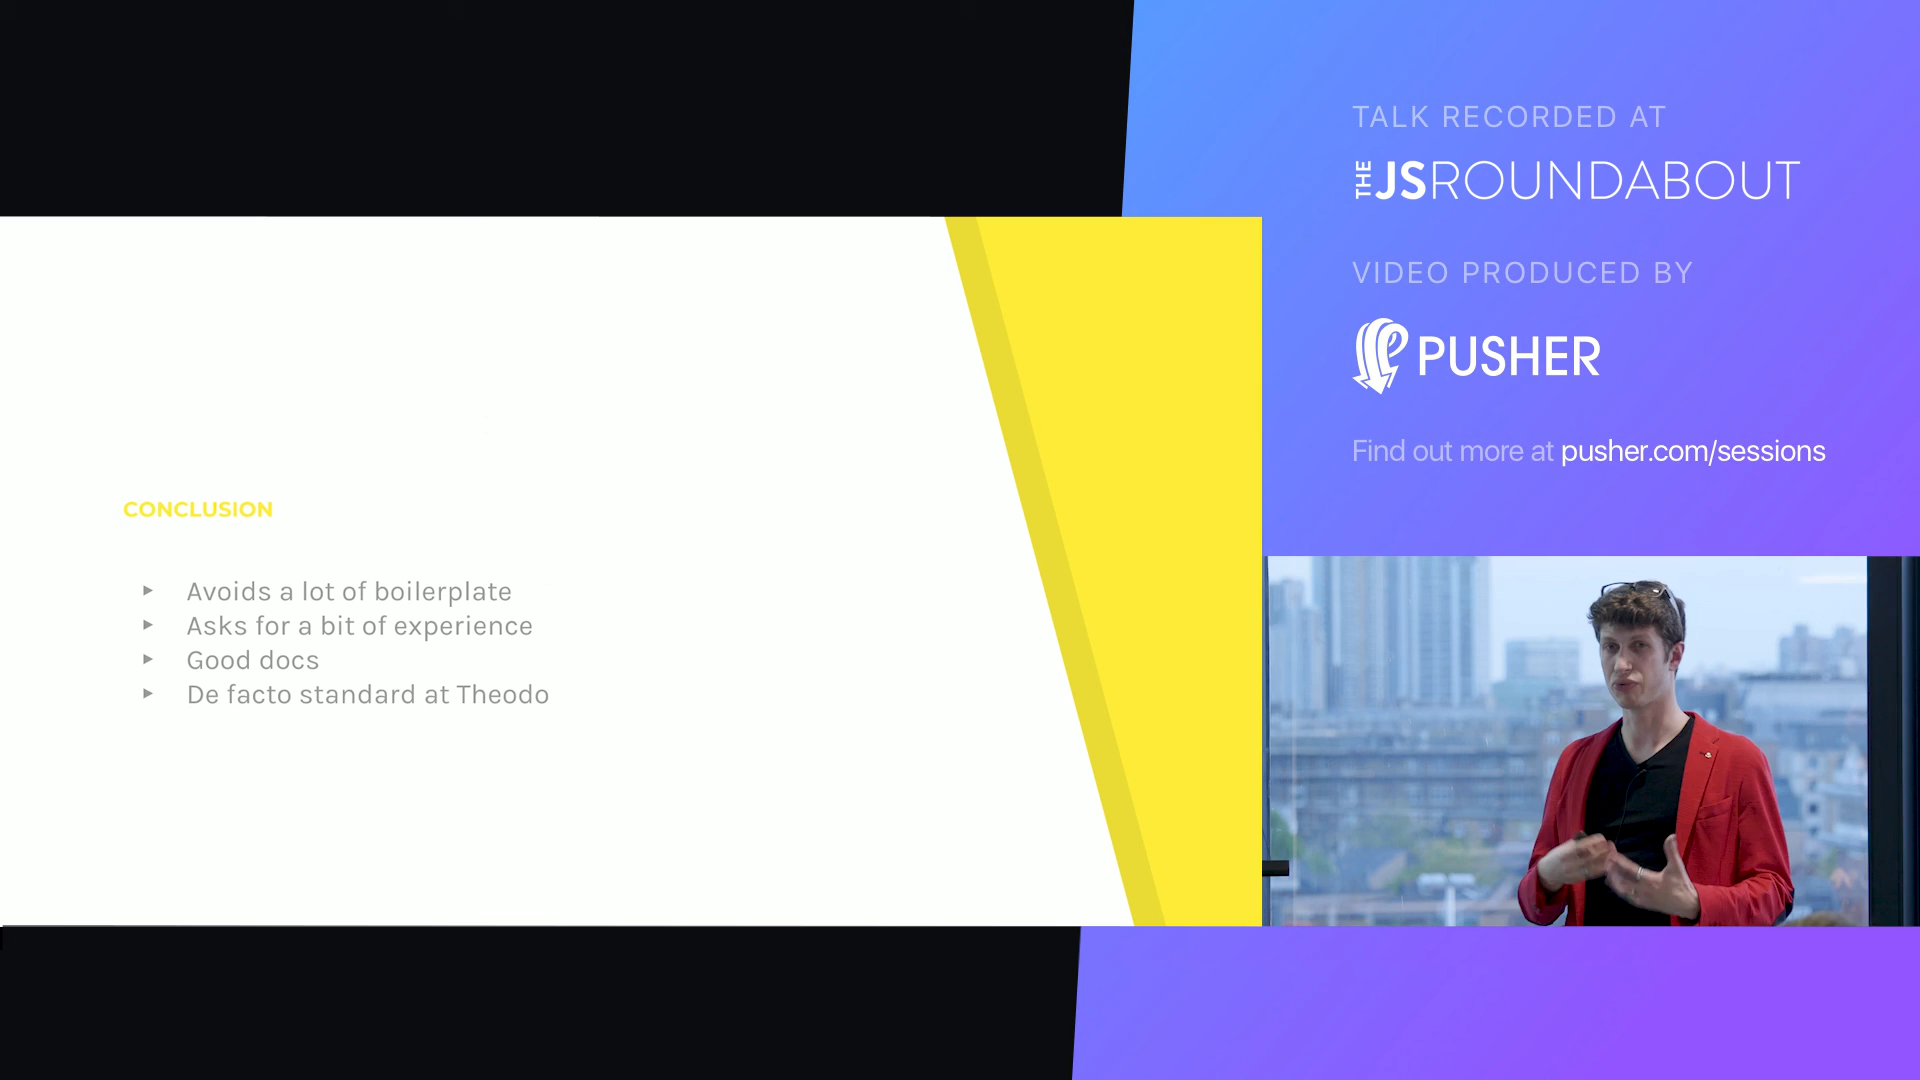 CONCLUSION
▸ Avoids a lot of boilerplate
▸ Asks for a bit of experience
▸ Good docs
▸ De facto standard at Theodo
TALK RECORDED AT
THE JSROUNDABOUT
VIDEO PRODUCED BY
PUSHER
Find out more at pusher.com/sessions